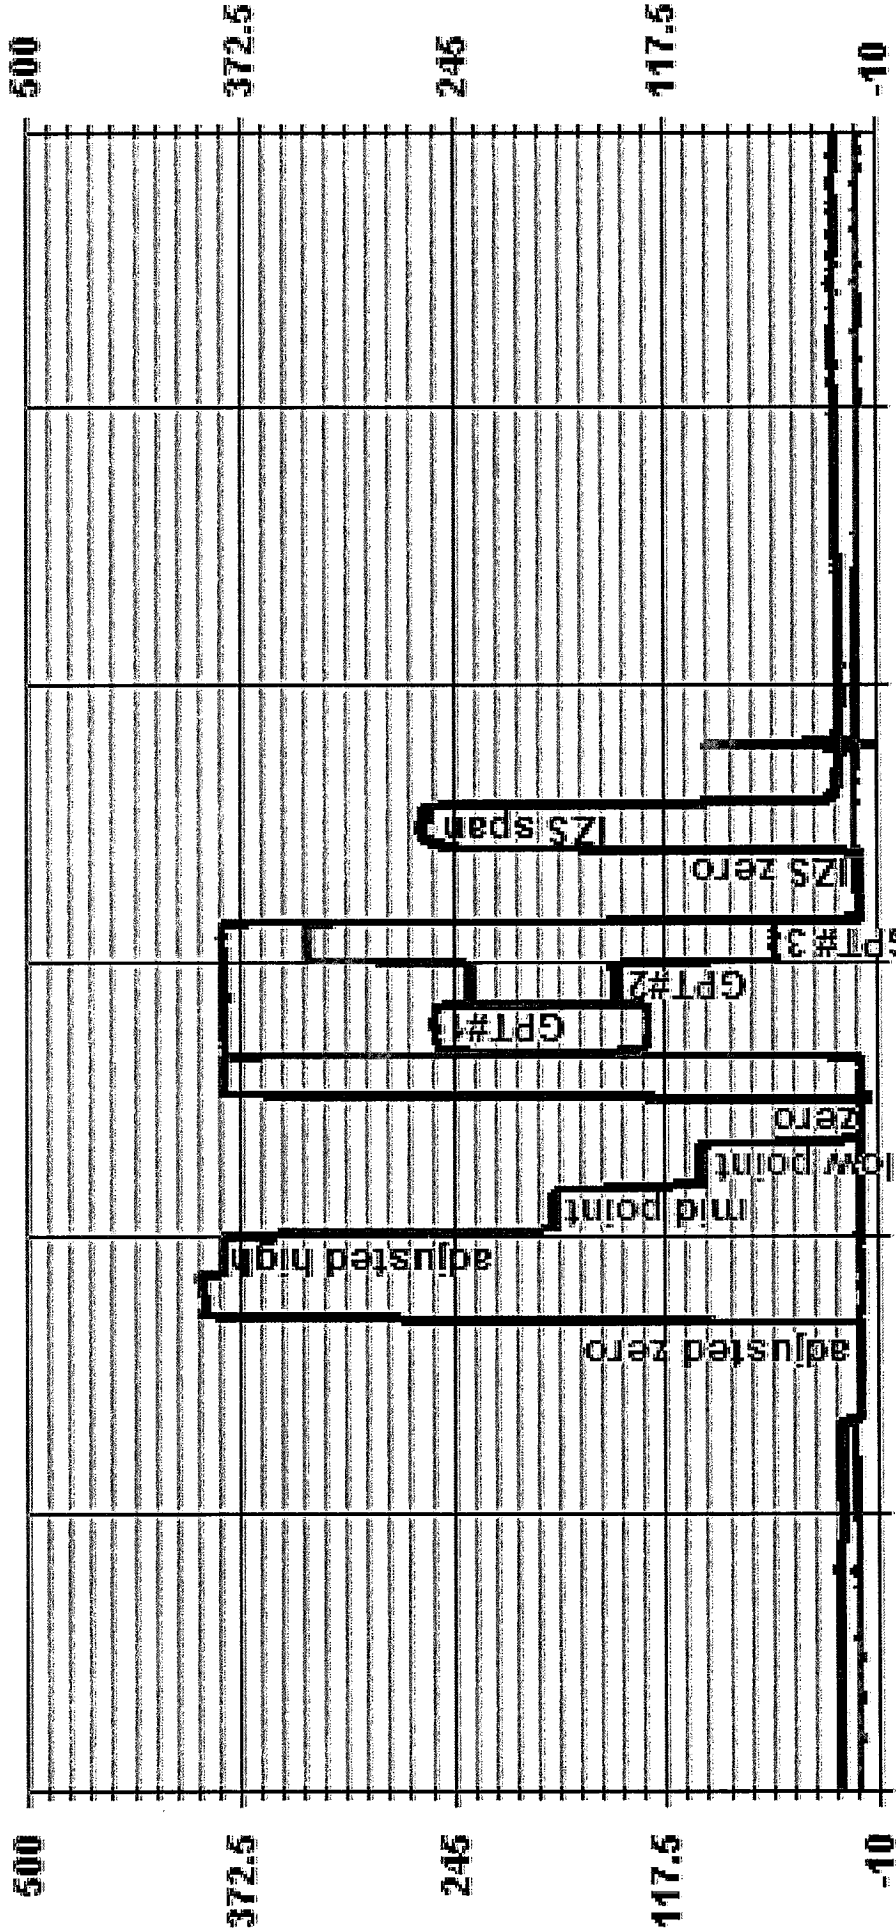 500
372.5
245
117.5
-10
adjusted zero
adjusted high
mid point
low point
zero
GPT#1
GPT#2
GPT#3
IZS zero
IZS span
500
372.5
245
117.5
-10